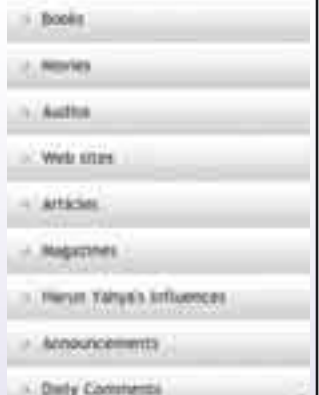 Books
Movies
Audios
Web sites
Articles
Magazines
Harun Yahya's Influences
Announcements
Daily Comments